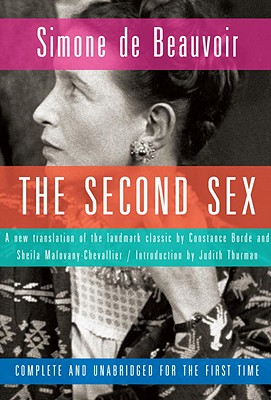 Simone de Beauvoir
THE SECOND SEX
A new translation of the landmark classic by Constance Borde and
Sheila Malovany-Chevallier / Introduction by Judith Thurman
COMPLETE AND UNABRIDGED FOR THE FIRST TIME